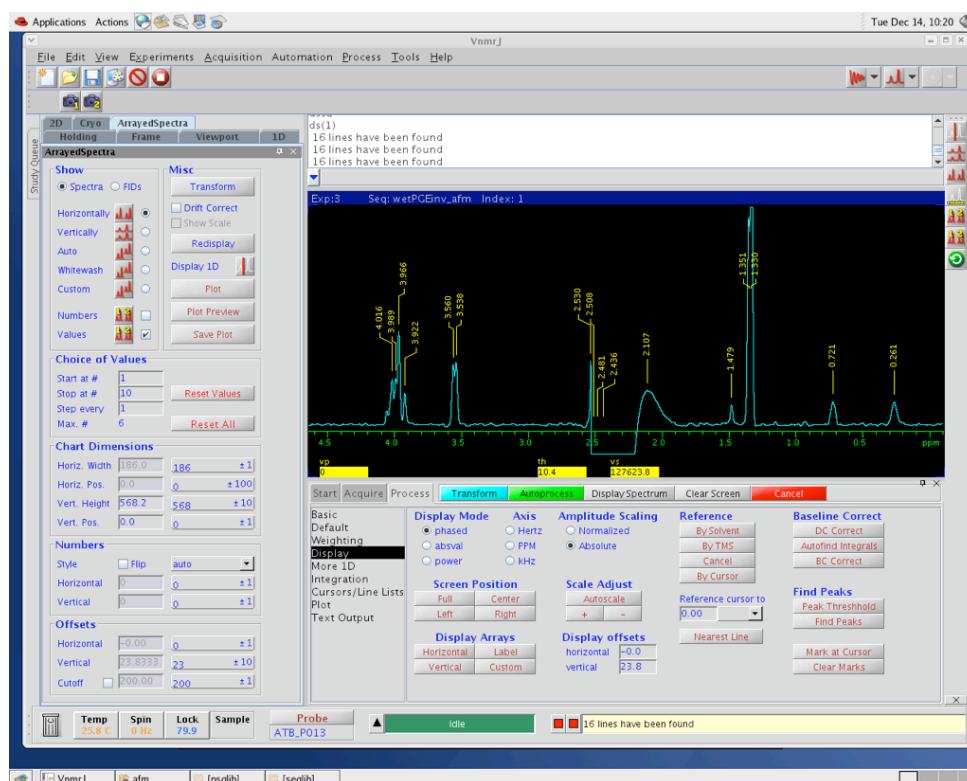 Applications Actions Tue Dec 14, 10:20
VnmrJ
File Edit View Experiments Acquisition Automation Process Tools Help
2D Cryo ArrayedSpectra
Holding Frame Viewport 1D
Study Queue
ArrayedSpectra
Show
Spectra FIDs
Horizontally
Vertically
Auto
Whitewash
Custom
Numbers
Values
Misc
Transform
Drift Correct
Show Scale
Redisplay
Display 1D
Plot
Plot Preview
Save Plot
Choice of Values
Start at # 1
Stop at # 10 Reset Values
Step every 1
Max. # 6 Reset All
Chart Dimensions
Horiz. Width 186.0 186 ±1
Horiz. Pos. 0.0 0 ±100
Vert. Height 568.2 568 ±10
Vert. Pos. 0.0 0 ±1
Numbers
Style Flip auto
Horizontal 0 0 ±1
Vertical 0 0 ±1
Offsets
Horizontal -0.00 0 ±1
Vertical 23.8333 23 ±10
Cutoff 200.00 200 ±1
ds(1)
16 lines have been found
16 lines have been found
16 lines have been found
Exp:3 Seq: wetPGEinv_afm Index: 1
4.016
3.989
3.966
3.922
3.560
3.538
2.530
2.508
2.481
2.436
2.107
1.479
1.351
1.330
0.721
0.261
4.5 4.0 3.5 3.0 2.5 2.0 1.5 1.0 0.5 ppm
vp th vs
0 10.4 127623.8
Start Acquire Process Transform Autoprocess Display Spectrum Clear Screen Cancel
Basic
Default
Weighting
Display
More 1D
Integration
Cursors/Line Lists
Plot
Text Output
Display Mode Axis
phased Hertz
absval PPM
power kHz
Screen Position
Full Center
Left Right
Display Arrays
Horizontal Label
Vertical Custom
Amplitude Scaling
Normalized
Absolute
Scale Adjust
Autoscale
+ -
Display offsets
horizontal -0.0
vertical 23.8
Reference
By Solvent
By TMS
Cancel
By Cursor
Reference cursor to
0.00
Nearest Line
Baseline Correct
DC Correct
Autofind Integrals
BC Correct
Find Peaks
Peak Threshhold
Find Peaks
Mark at Cursor
Clear Marks
Temp Spin Lock Sample Probe
25.8 C 0 Hz 79.9 ATB_P013
Idle 16 lines have been found
VnmrJ afm [psglib] [seqlib]